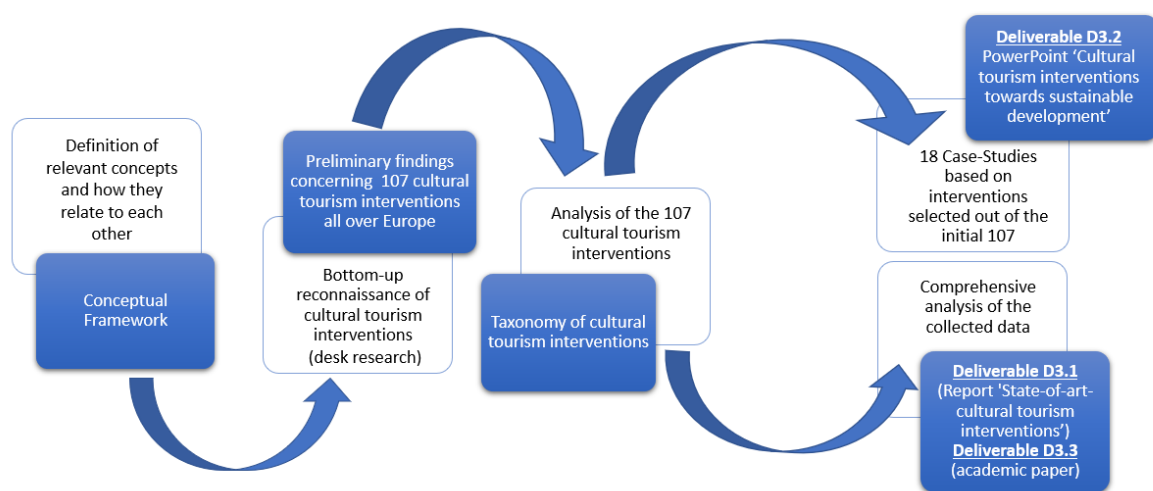 Definition of
relevant concepts
and how they
relate to each
other
Conceptual
Framework
Preliminary findings
concerning 107 cultural
tourism interventions
all over Europe
Bottom-up
reconnaissance of
cultural tourism
interventions
(desk research)
Analysis of the 107
cultural tourism
interventions
Taxonomy of cultural
tourism interventions
Deliverable D3.2
PowerPoint ‘Cultural
tourism interventions
towards sustainable
development’
18 Case-Studies
based on
interventions
selected out of the
initial 107
Comprehensive
analysis of the
collected data
Deliverable D3.1
(Report 'State-of-art-
cultural tourism
interventions’)
Deliverable D3.3
(academic paper)